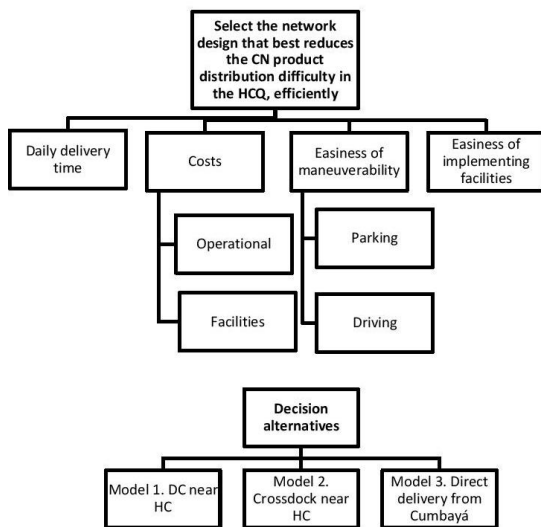 Select the network
design that best reduces
the CN product
distribution difficulty in
the HCQ, efficiently
Daily delivery
time
Costs
Easiness of
maneuverability
Easiness of
implementing
facilities
Operational
Parking
Facilities
Driving
Decision
alternatives
Model 1. DC near
HC
Model 2.
Crossdock near
HC
Model 3. Direct
delivery from
Cumbayá